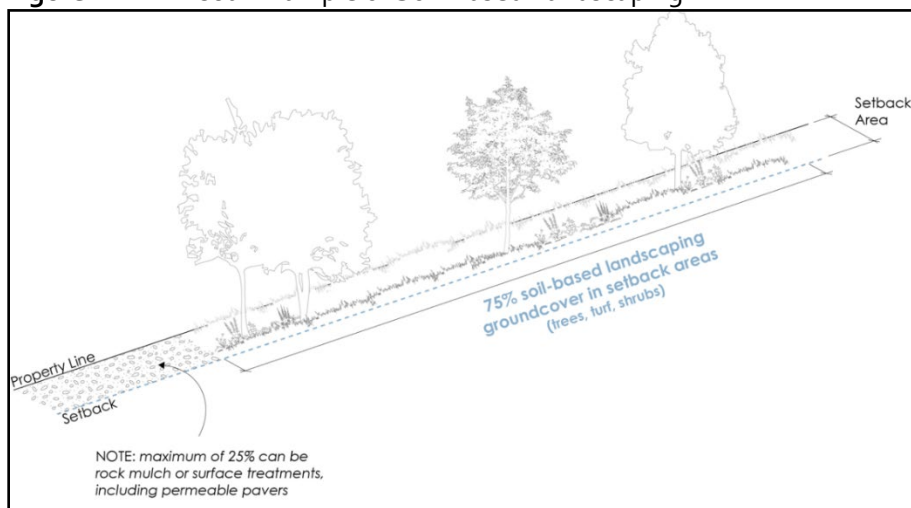 Setback
Area
75% soil-based landscaping
groundcover in setback areas
(trees, turf, shrubs)
Property Line
Setback
NOTE: maximum of 25% can be
rock mulch or surface treatments,
including permeable pavers